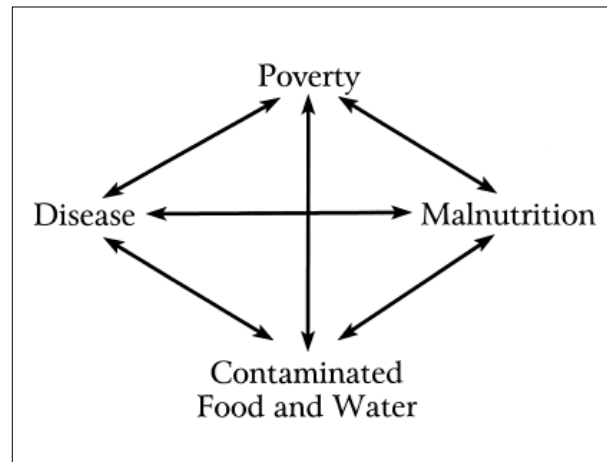 Poverty
Disease
Malnutrition
Contaminated
Food and Water